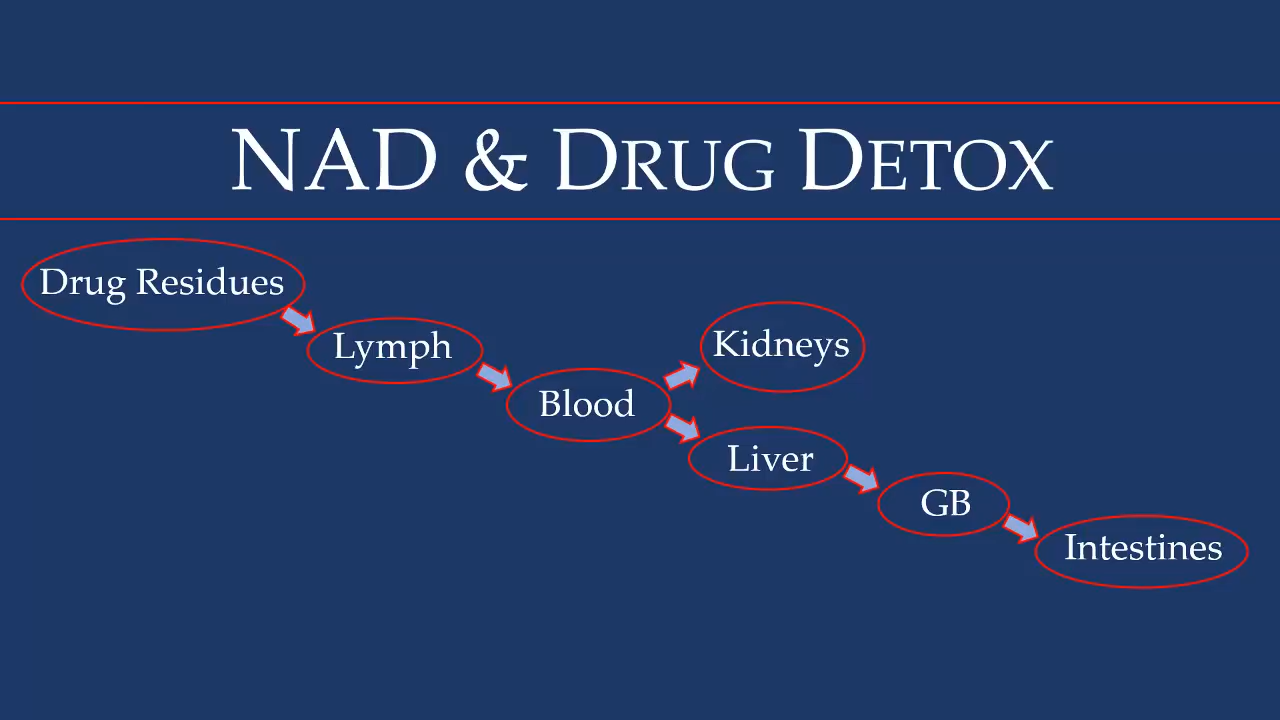 NAD & DRUG DETOX
Drug Residues
Lymph
Blood
Kidneys
Liver
GB
Intestines